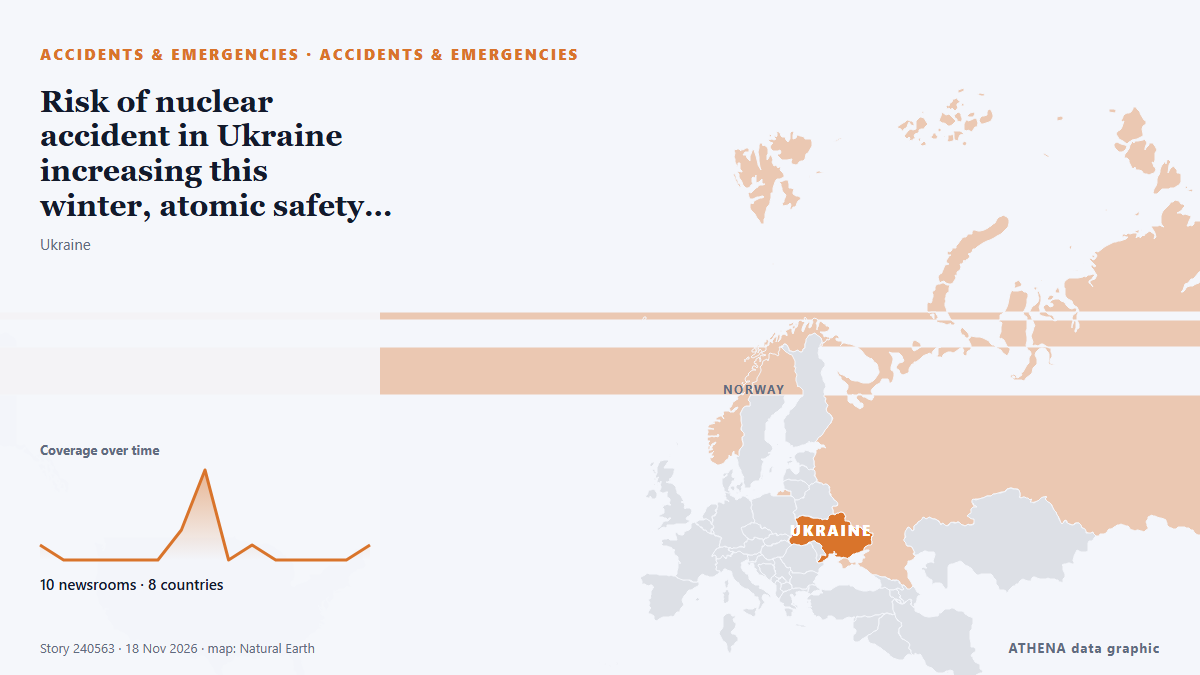 ACCIDENTS & EMERGENCIES · ACCIDENTS & EMERGENCIES
Risk of nuclear
accident in Ukraine
increasing this
winter, atomic safety...
Ukraine
NORWAY
Coverage over time
UKRAINE
10 newsrooms · 8 countries
Story 240563 · 18 Nov 2026 · map: Natural Earth
ATHENA data graphic